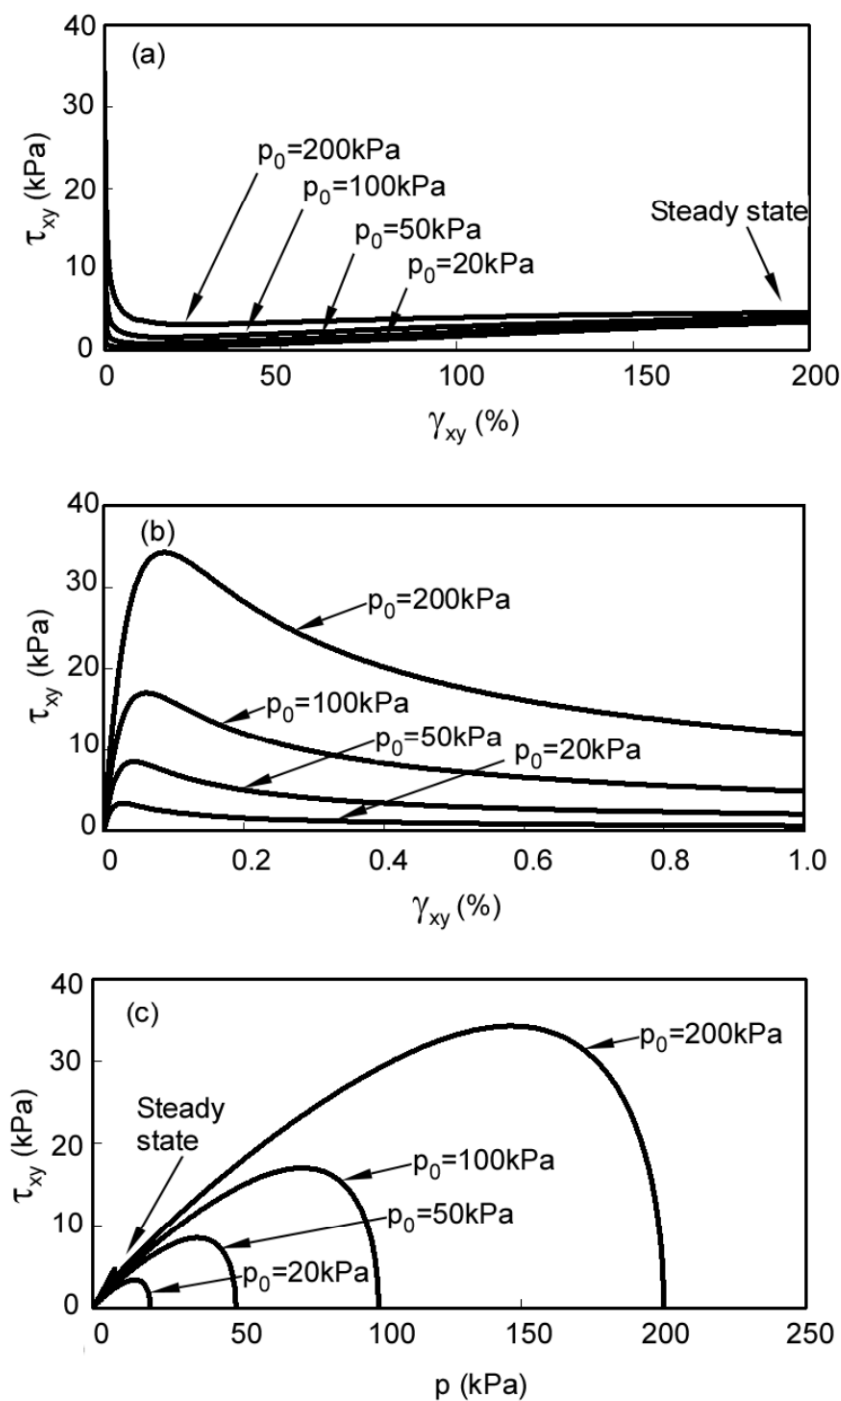 40
(a)
30
p0=200kPa
p0=100kPa
20
Steady state
p0=50kPa
p0=20kPa
10
0
τxy (kPa)
0 50 100 150 200
γxy (%)
40
(b)
30
p0=200kPa
20
p0=100kPa
p0=50kPa
p0=20kPa
10
0
τxy (kPa)
0 0.2 0.4 0.6 0.8 1.0
γxy (%)
40
(c)
p0=200kPa
30
Steady
state
20
p0=100kPa
p0=50kPa
10
p0=20kPa
0
τxy (kPa)
0 50 100 150 200 250
p (kPa)